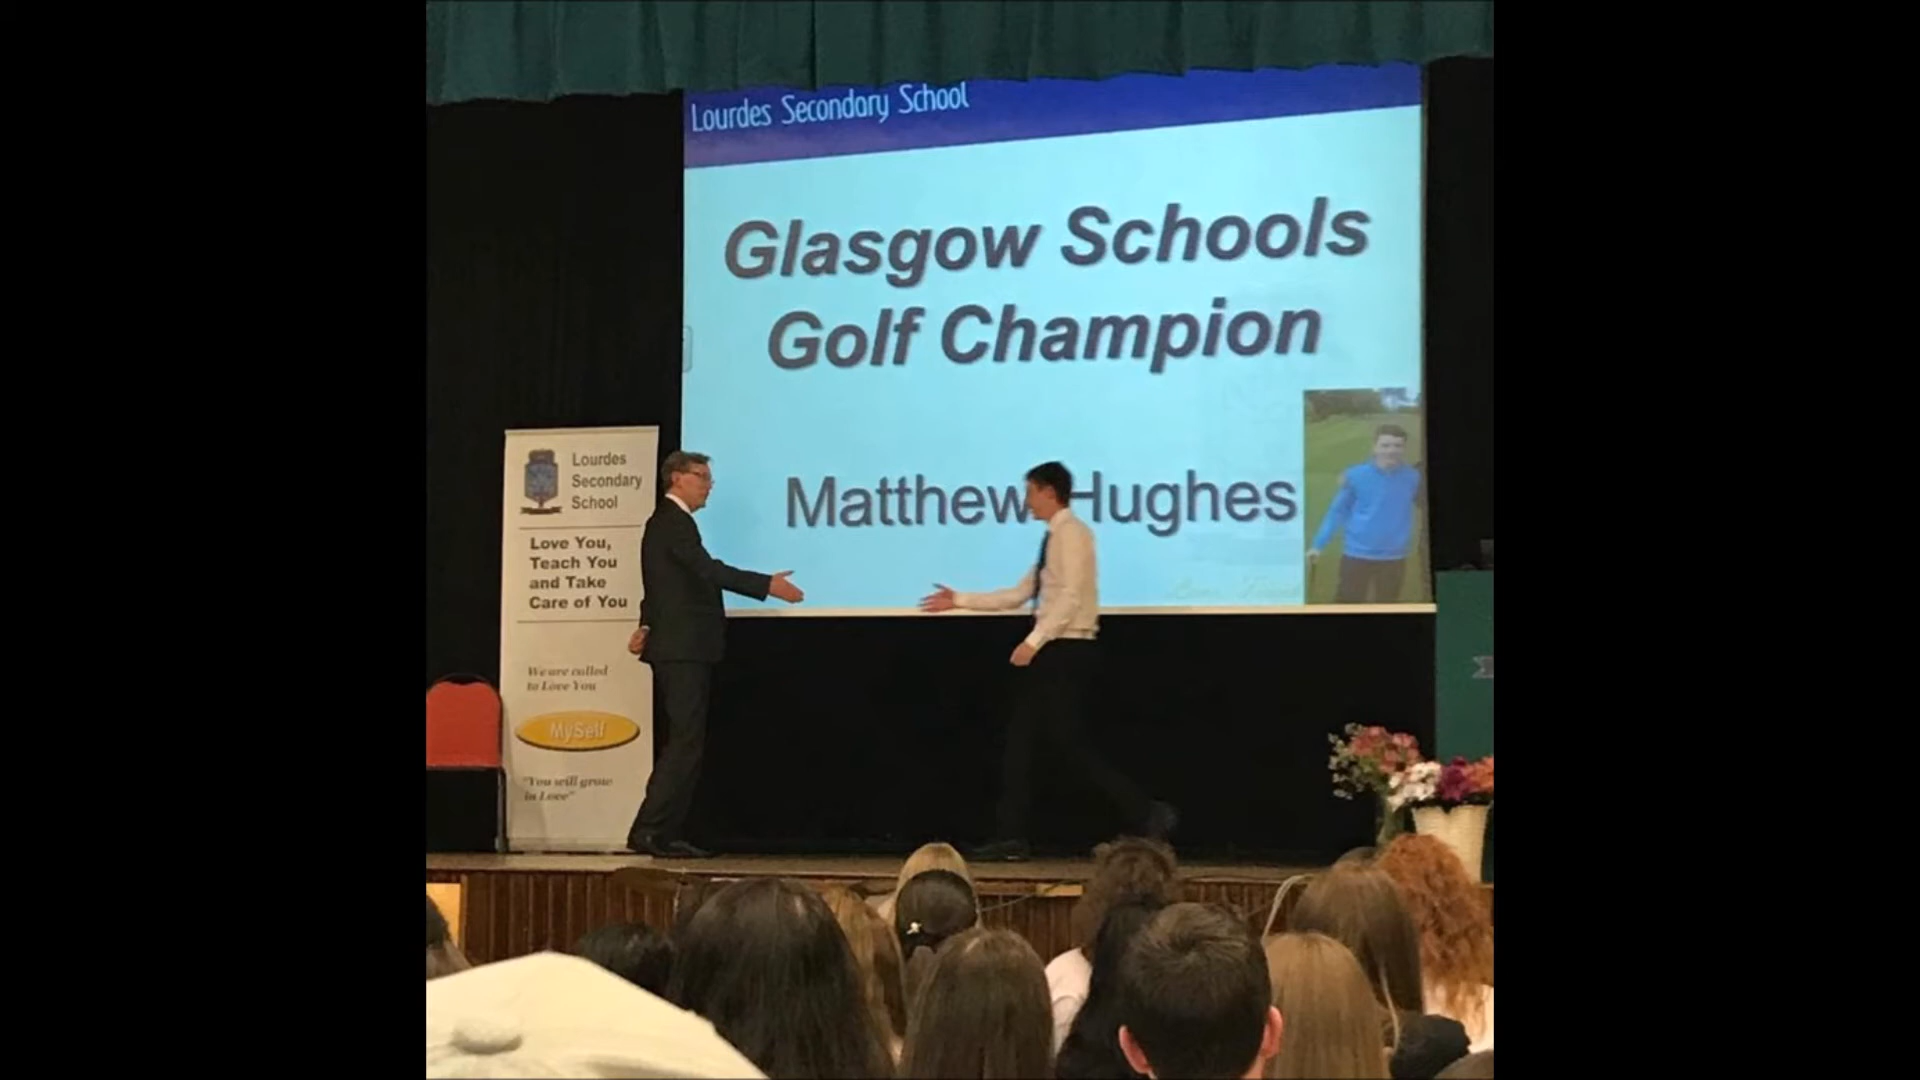 Lourdes Secondary School
Glasgow Schools
Golf Champion
Matthew Hughes
Lourdes
Secondary
School
Love You,
Teach You
and Take
Care of You
We are called
to Love You
MySelf
"You will grow
in Love"